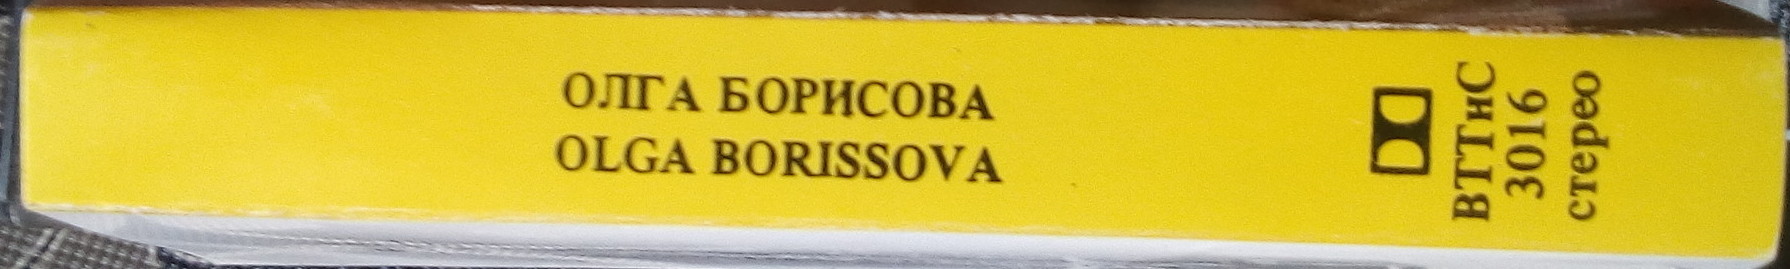 ОЛГА БОРИСОВА
OLGA BORISSOVA
ВТТнС
3016
стерео